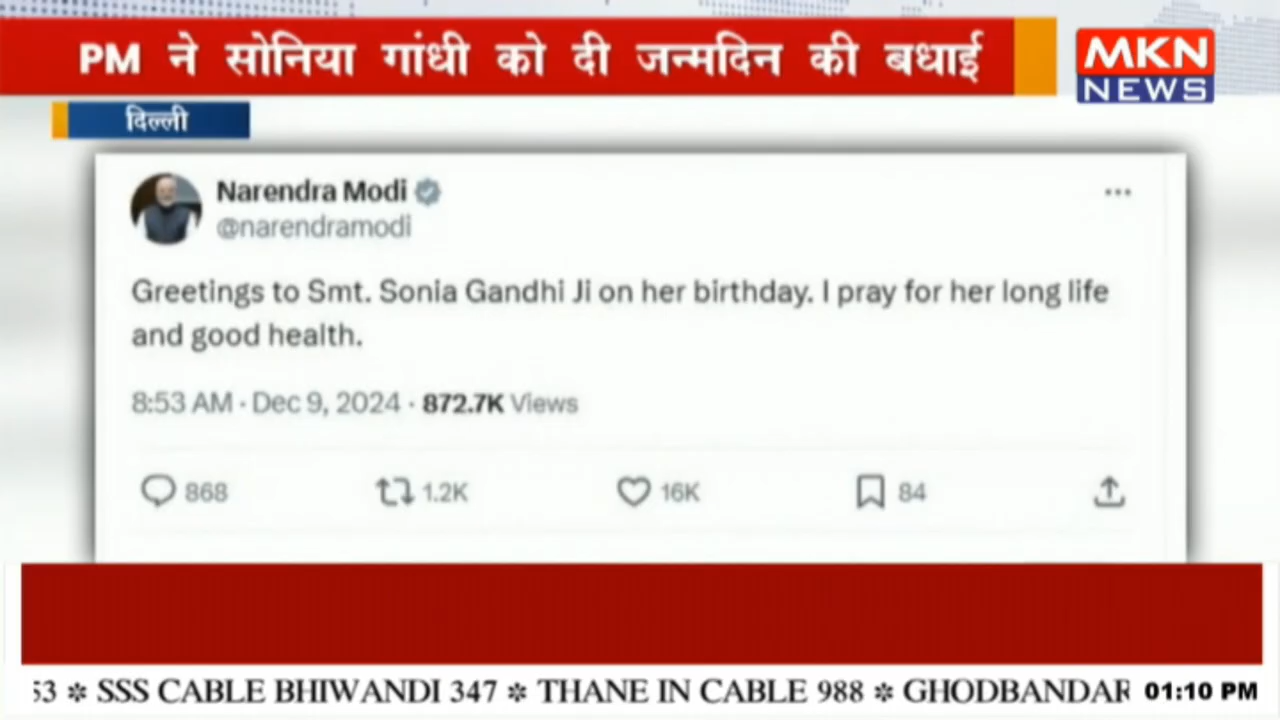 PM ने सोनिया गांधी को दी जन्मदिन की बधाई
MKN
NEWS
दिल्ली
Narendra Modi
@narendramodi
Greetings to Smt. Sonia Gandhi Ji on her birthday. I pray for her long life
and good health.
8:53 AM · Dec 9, 2024 · 872.7K Views
868 1.2K 16K 84
53 ✼ SSS CABLE BHIWANDI 347 ✼ THANE IN CABLE 988 ✼ GHODBANDAR 01:10 PM